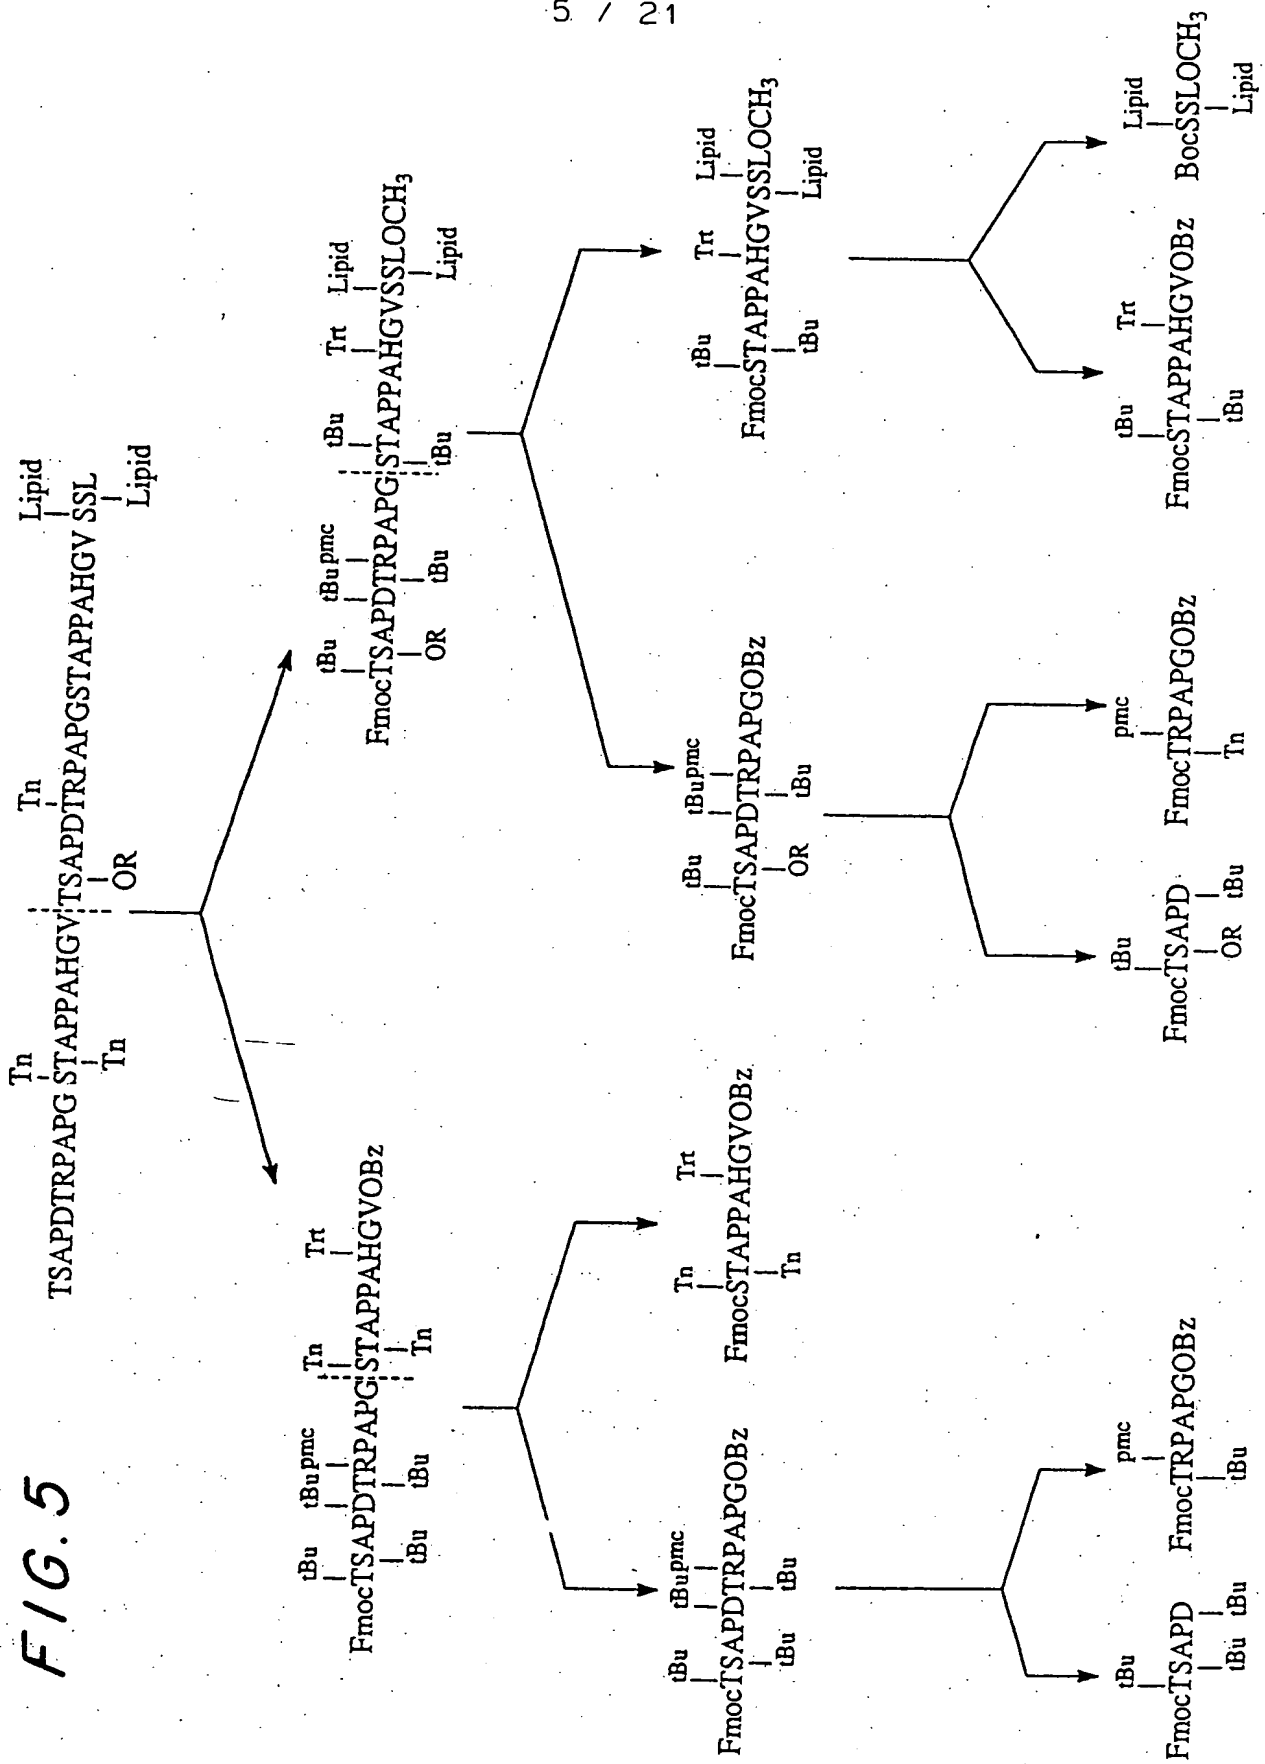 5 / 21
FIG. 5
Tn Tn Lipid
TSAPDTRPAPG STAPPAHGV TSAPDTRPAPGSTAPPAHGV SSL
Tn OR Lipid
tBu tBu pmc Tn Trt
FmocTSAPDTRPAPG STAPPAHGVOBz
tBu tBu Tn
tBu tBu pmc tBu Trt Lipid
FmocTSAPDTRPAPG STAPPAHGVSSLOCH3
OR tBu tBu Lipid
tBu tBu pmc
FmocTSAPDTRPAPGOBz
tBu tBu
Tn Trt
FmocSTAPPAHGVOBz
Tn
tBu tBu pmc
FmocTSAPDTRPAPGOBz
OR tBu
tBu Trt Lipid
FmocSTAPPAHGVSSLOCH3
tBu Lipid
tBu
FmocTSAPD
tBu tBu
pmc
FmocTRPAPGOBz
tBu
tBu
FmocTSAPD
OR tBu
pmc
FmocTRPAPGOBz
Tn
tBu Trt
FmocSTAPPAHGVOBz
tBu
Lipid
BocSSLOCH3
Lipid